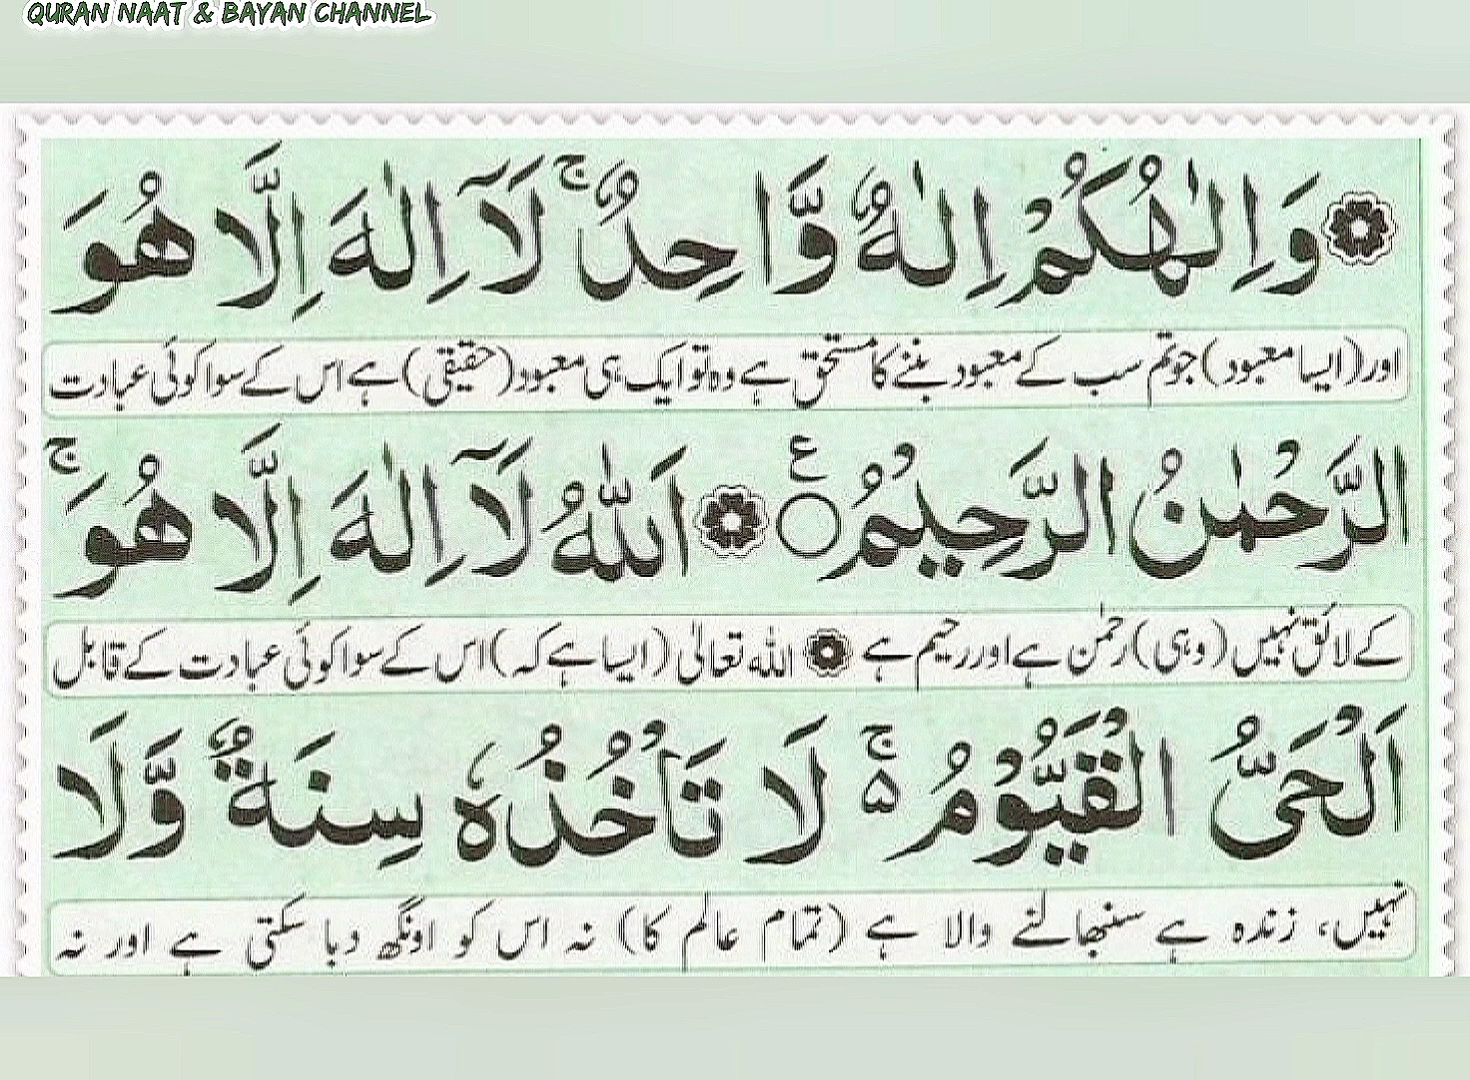 QURAN NAAT & BAYAN CHANNEL
وَاِلٰـهُكُمْ اِلٰهٌ وَّاحِدٌ ۚ لَآ اِلٰهَ اِلَّا هُوَ
اور(ایسا معبود) جو تم سب کے معبود بننے کا مستحق ہے وہ تو ایک ہی معبود (حقیقی) ہے اس کے سوا کوئی عبادت
الرَّحْمٰنُ الرَّحِيْمُ ○ ع اَللّٰهُ لَآ اِلٰهَ اِلَّا هُوَ ۚ
کے لائق نہیں (وہی) رحمٰن ہے اور رحیم ہے اللہ تعالٰی (ایسا ہے کہ) اس کے سوا کوئی عبادت کے قابل
اَلْحَيُّ الْقَيُّوْمُ ۵ ۚ لَا تَاْخُذُهٗ سِنَةٌ وَّلَا
نہیں، زندہ ہے سنبھالنے والا ہے (تمام عالم کا) نہ اس کو اونگھ دبا سکتی ہے اور نہ